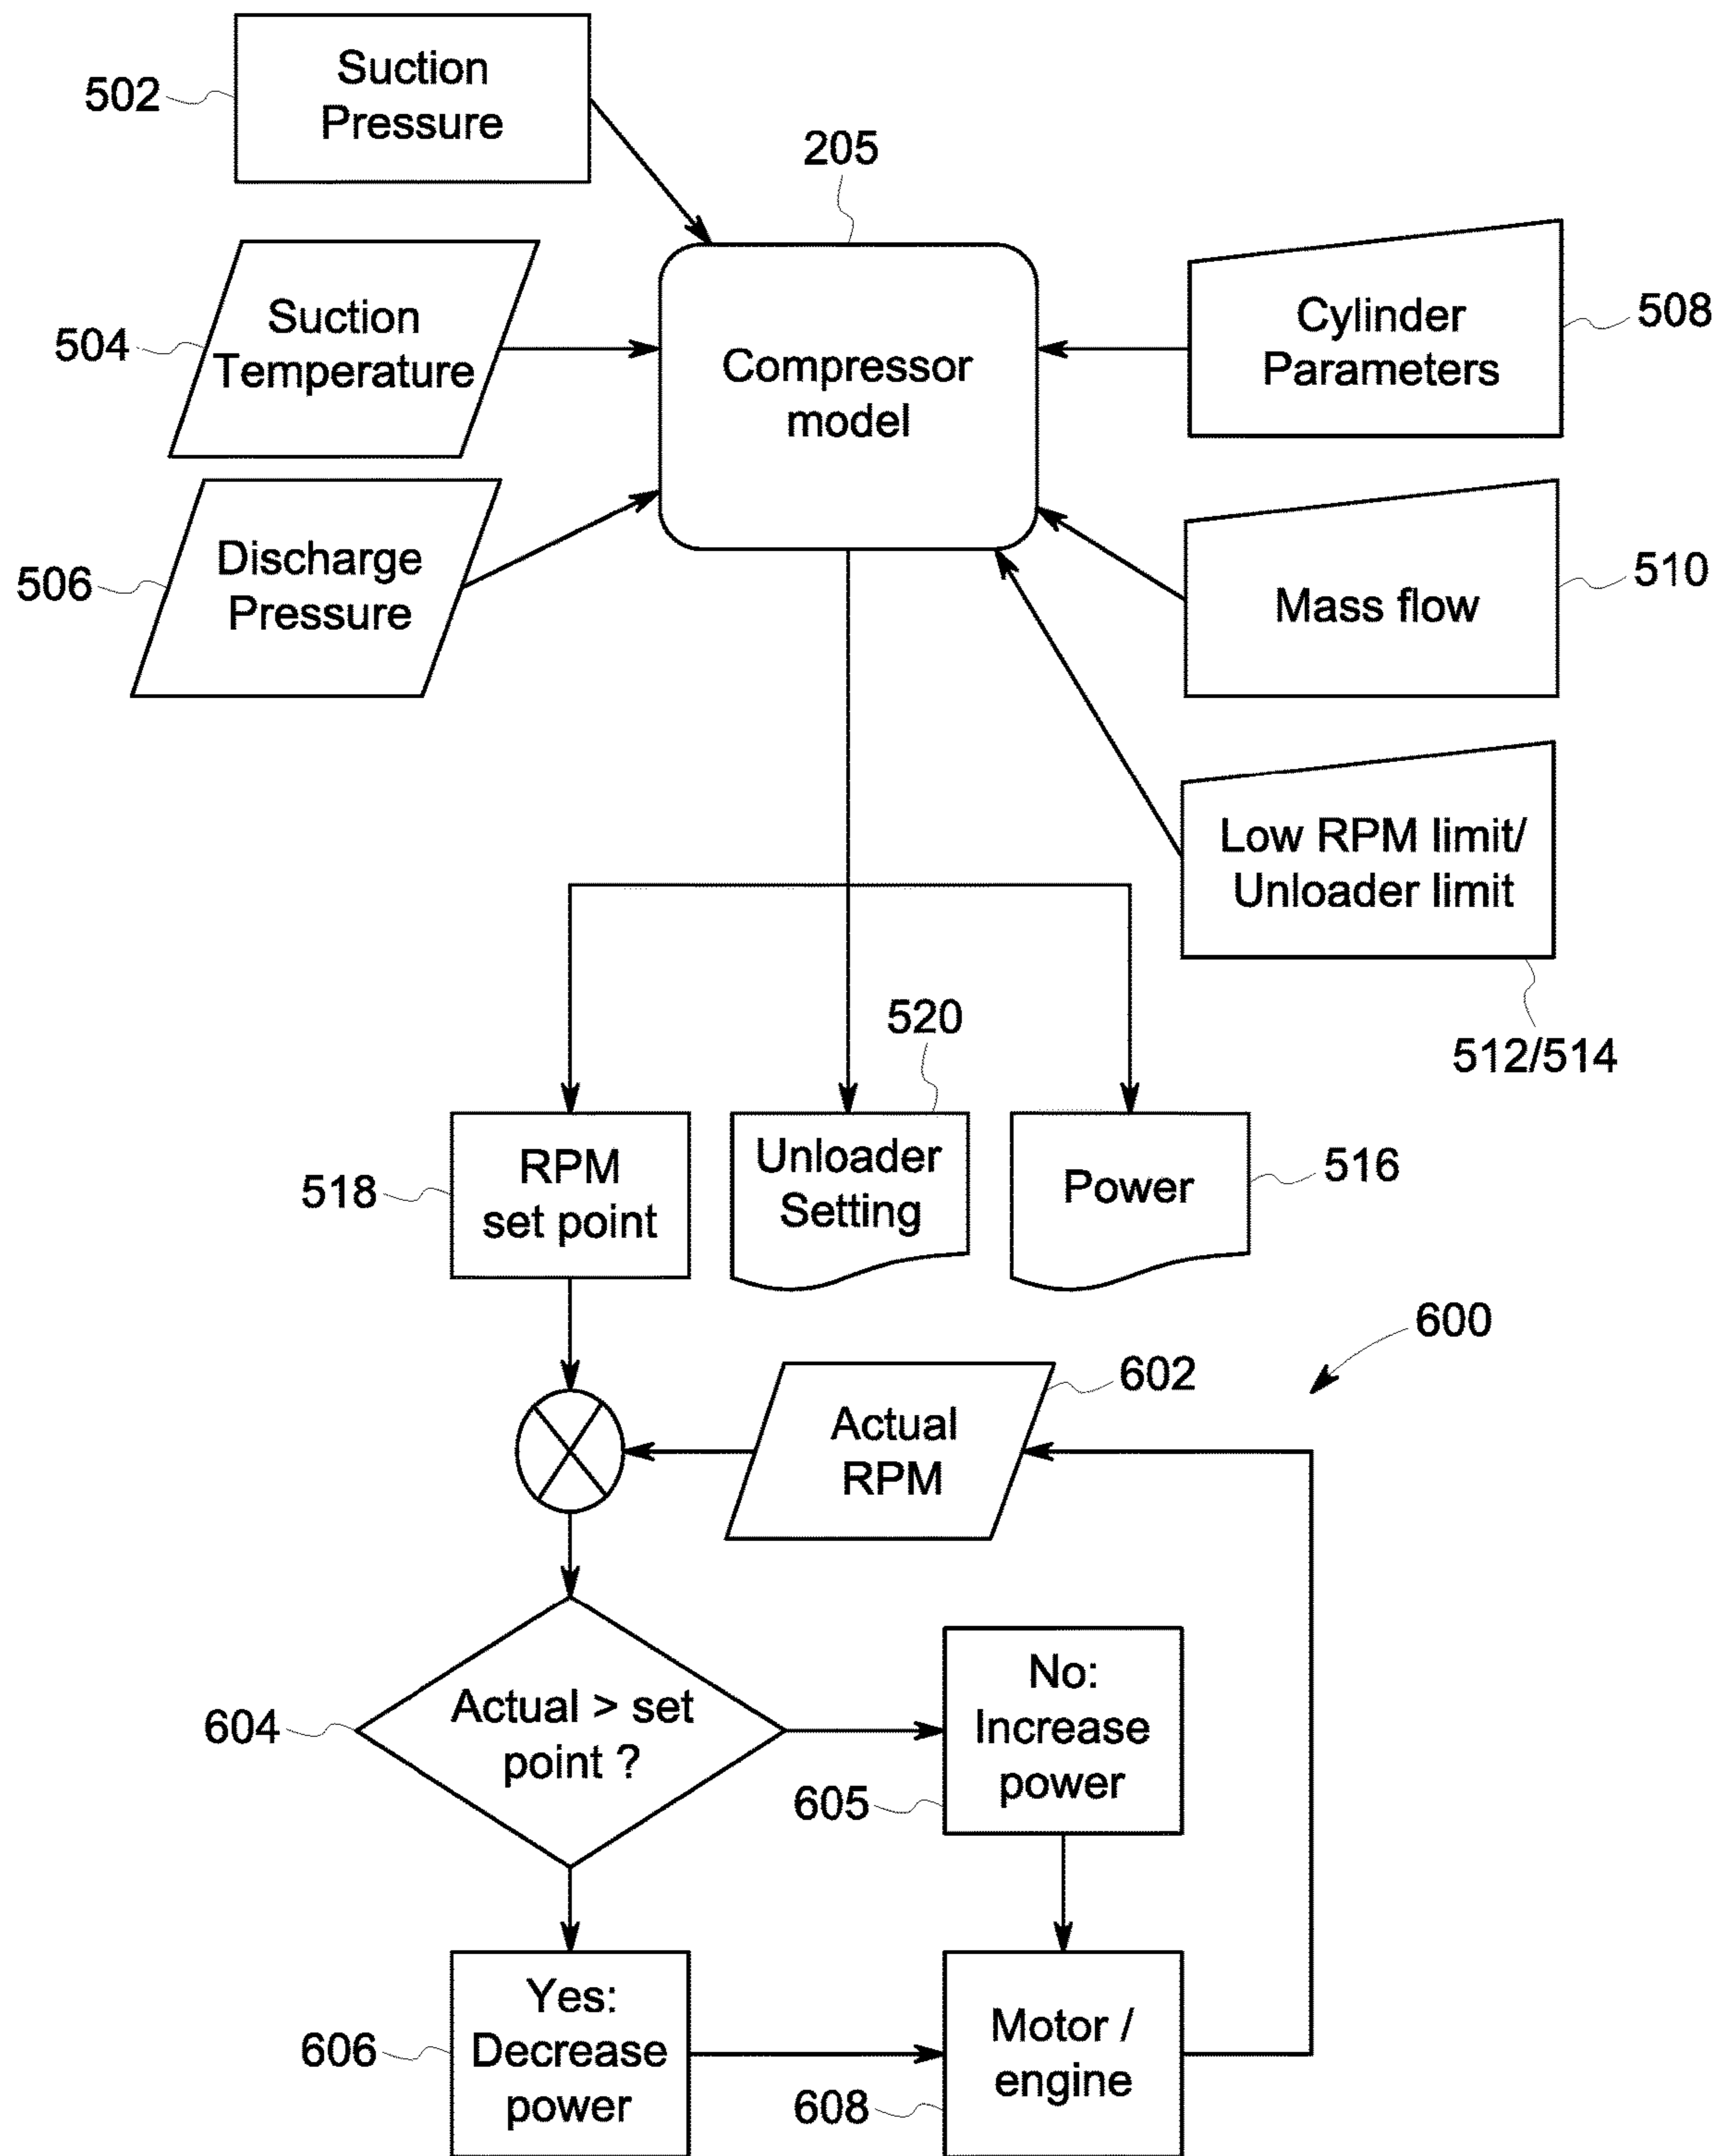 502
Suction
Pressure
205
504
Suction
Temperature
Compressor
model
Cylinder
Parameters
508
506
Discharge
Pressure
Mass flow
510
Low RPM limit/
Unloader limit
512/514
520
518
RPM
set point
Unloader
Setting
Power
516
600
602
Actual
RPM
604
Actual > set
point ?
No:
Increase
power
605
606
Yes:
Decrease
power
Motor /
engine
608